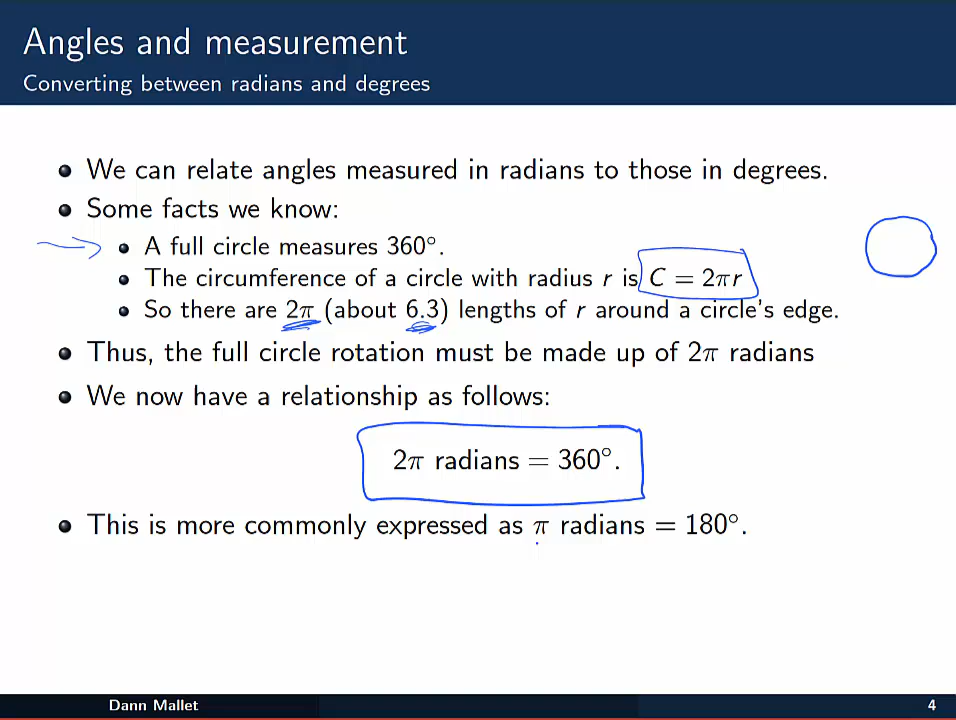 Angles and measurement
Converting between radians and degrees
We can relate angles measured in radians to those in degrees.
Some facts we know:
A full circle measures 360°.
The circumference of a circle with radius r is C = 2πr
So there are 2π (about 6.3) lengths of r around a circle's edge.
Thus, the full circle rotation must be made up of 2π radians
We now have a relationship as follows:
2π radians = 360°.
This is more commonly expressed as π radians = 180°.
Dann Mallet
4